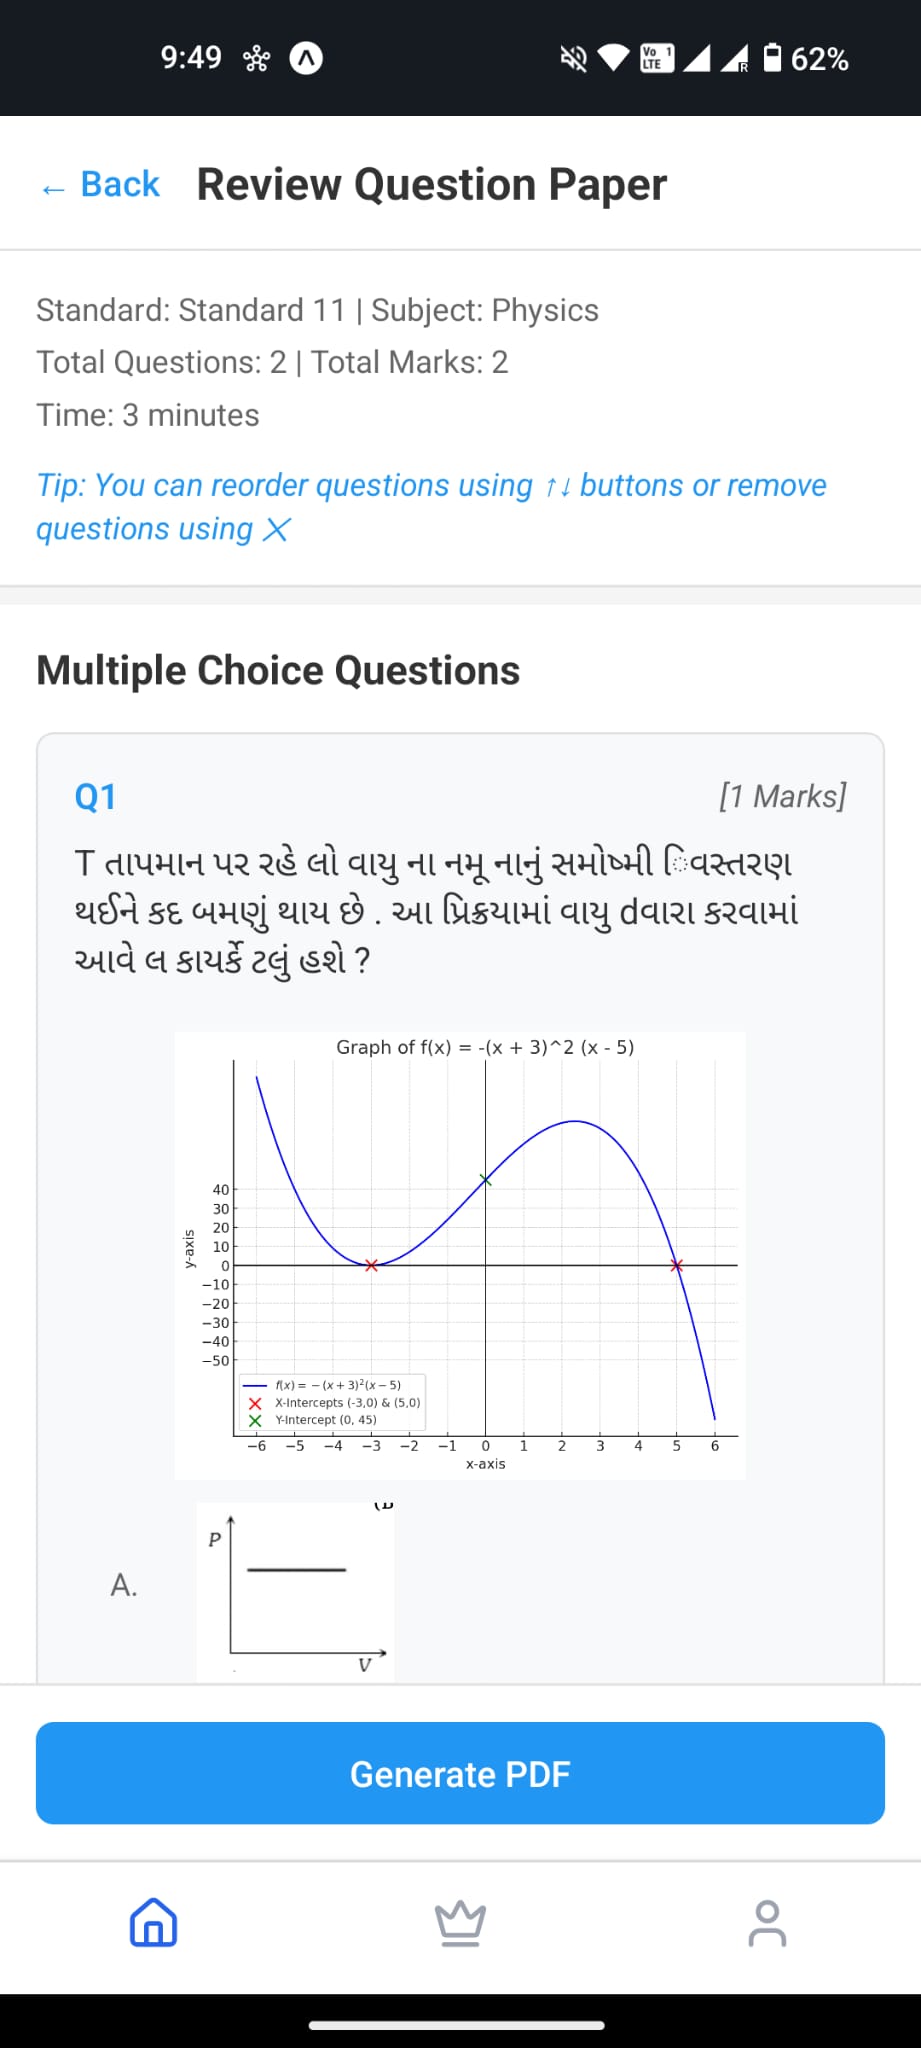 9:49
Vo 1 LTE R 62%
← Back Review Question Paper
Standard: Standard 11 | Subject: Physics
Total Questions: 2 | Total Marks: 2
Time: 3 minutes
Tip: You can reorder questions using ↑↓ buttons or remove
questions using ✕
Multiple Choice Questions
Q1 [1 Marks]
T તાપમાન પર રહે લો વાયુ ના નમૂ નાનું સમોષ્મી િવસ્તરણ
થઈને કદ બમણું થાય છે . આ પ્રિક્રયામાં વાયુ dવારા કરવામાં
આવે લ કાયર્કે ટલું હશે ?
Graph of f(x) = -(x + 3)^2 (x - 5)
y-axis
40
30
20
10
0
−10
−20
−30
−40
−50
f(x) = − (x + 3)²(x − 5)
X-Intercepts (-3,0) & (5,0)
Y-Intercept (0, 45)
−6 −5 −4 −3 −2 −1 0 1 2 3 4 5 6
x-axis
P
A.
V
Generate PDF